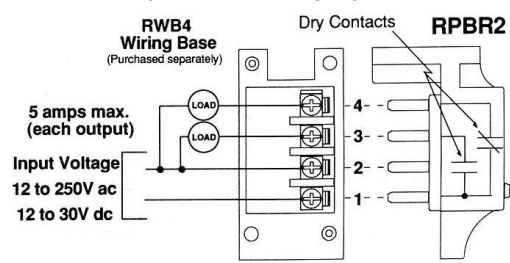 RWB4
Wiring Base
(Purchased separately)
Dry Contacts
RPBR2
LOAD
LOAD
5 amps max.
(each output)
Input Voltage
12 to 250V ac
12 to 30V dc
4
3
2
1